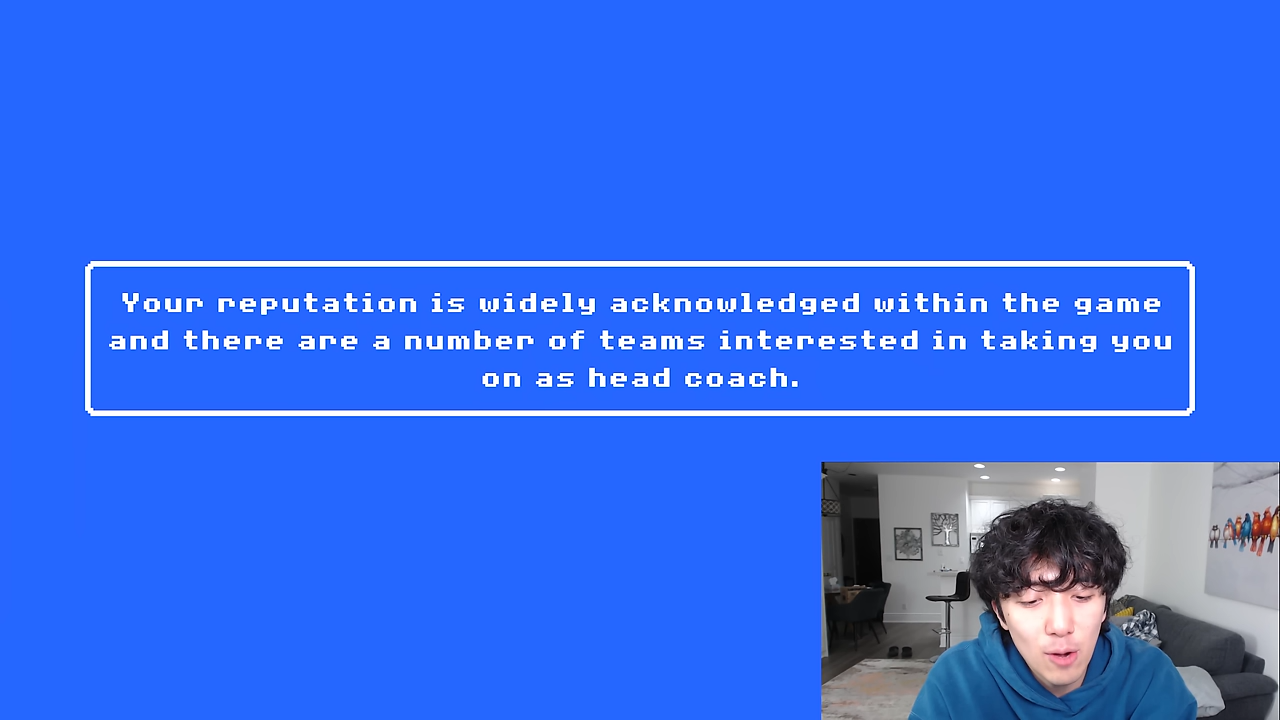 Your reputation is widely acknowledged within the game
and there are a number of teams interested in taking you
on as head coach.